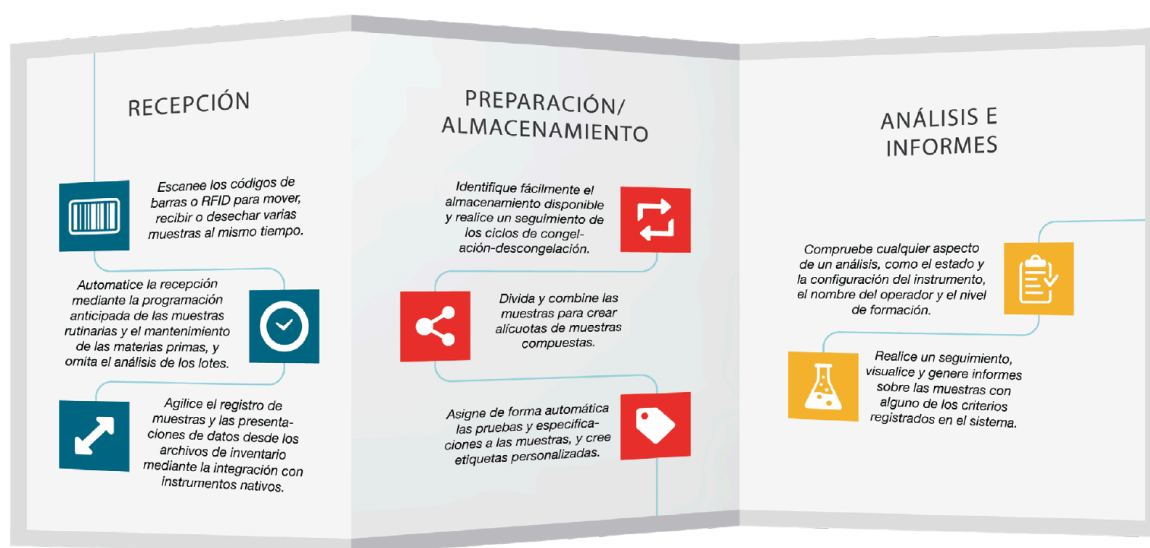 RECEPCIÓN
Escanee los códigos de
barras o RFID para mover,
recibir o desechar varias
muestras al mismo tiempo.
Automatice la recepción
mediante la programación
anticipada de las muestras
rutinarias y el mantenimiento
de las materias primas, y
omita el análisis de los lotes.
Agilice el registro de
muestras y las presenta-
ciones de datos desde los
archivos de inventario
mediante la integración con
instrumentos nativos.
PREPARACIÓN/
ALMACENAMIENTO
Identifique fácilmente el
almacenamiento disponible
y realice un seguimiento de
los ciclos de congel-
ación-descongelación.
Divida y combine las
muestras para crear
alícuotas de muestras
compuestas.
Asigne de forma automática
las pruebas y especifica-
ciones a las muestras, y cree
etiquetas personalizadas.
ANÁLISIS E
INFORMES
Compruebe cualquier aspecto
de un análisis, como el estado y
la configuración del instrumento,
el nombre del operador y el nivel
de formación.
Realice un seguimiento,
visualice y genere informes
sobre las muestras con
alguno de los criterios
registrados en el sistema.